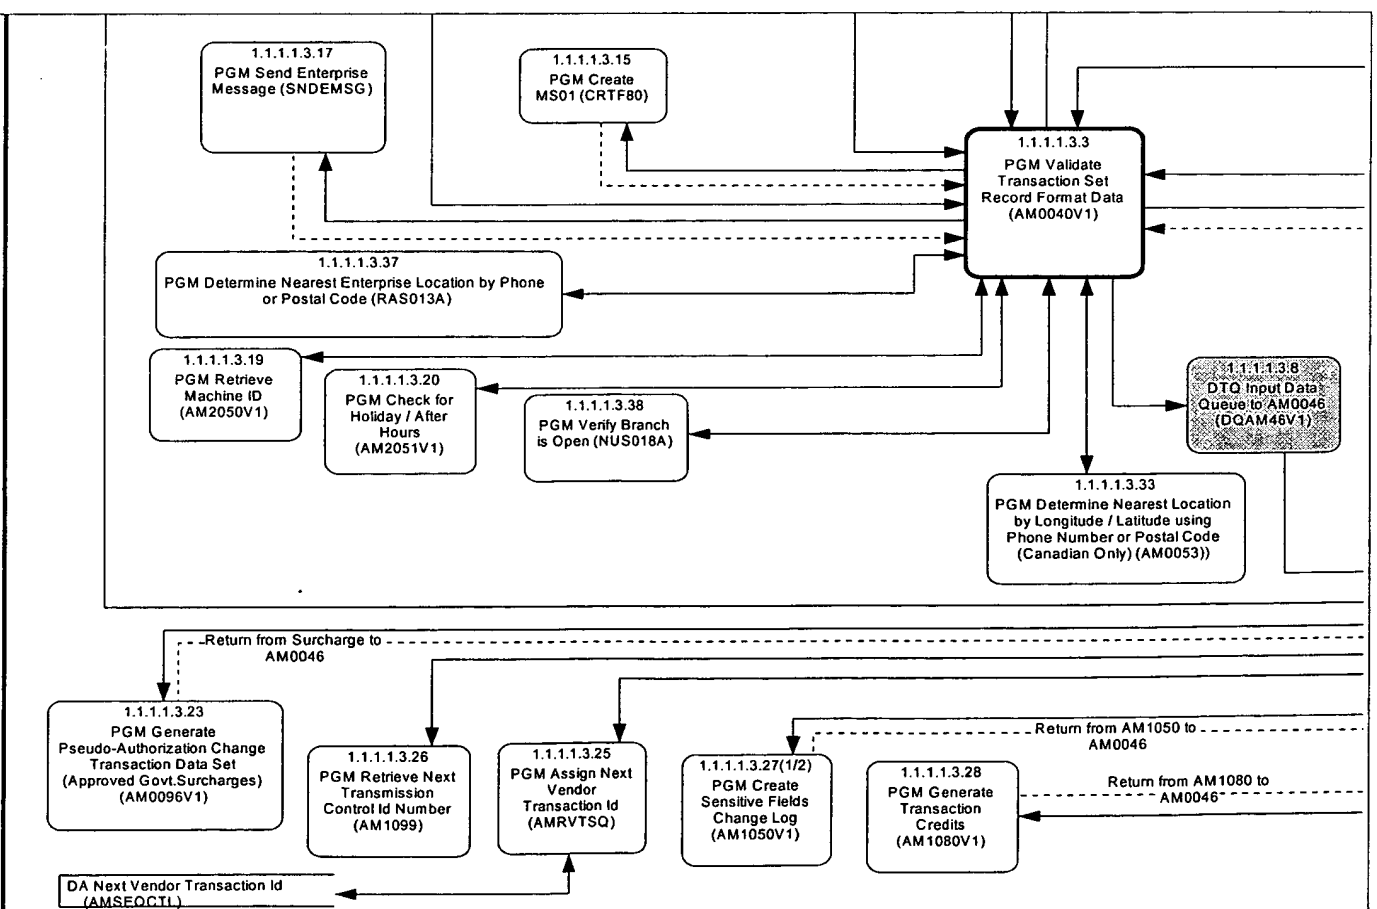 1.1.1.1.3.17
PGM Send Enterprise
Message (SNDEMSG)
1.1.1.1.3.15
PGM Create
MS01 (CRTF80)
1.1.1.1.3.3
PGM Validate
Transaction Set
Record Format Data
(AM0040V1)
1.1.1.1.3.37
PGM Determine Nearest Enterprise Location by Phone
or Postal Code (RAS013A)
1.1.1.1.3.19
PGM Retrieve
Machine ID
(AM2050V1)
1.1.1.1.3.20
PGM Check for
Holiday / After
Hours
(AM2051V1)
1.1.1.1.3.38
PGM Verify Branch
is Open (NUS018A)
1.1.1.1.3.8
DTQ Input Data
Queue to AM0046
(DQAM46V1)
1.1.1.1.3.33
PGM Determine Nearest Location
by Longitude / Latitude using
Phone Number or Postal Code
(Canadian Only) (AM0053))
Return from Surcharge to
AM0046
1.1.1.1.3.23
PGM Generate
Pseudo-Authorization Change
Transaction Data Set
(Approved Govt.Surcharges)
(AM0096V1)
1.1.1.1.3.26
PGM Retrieve Next
Transmission
Control Id Number
(AM1099)
1.1.1.1.3.25
PGM Assign Next
Vendor
Transaction Id
(AMRVTSQ)
Return from AM1050 to
AM0046
1.1.1.1.3.27(1/2)
PGM Create
Sensitive Fields
Change Log
(AM1050V1)
1.1.1.1.3.28
PGM Generate
Transaction
Credits
(AM1080V1)
Return from AM1080 to
AM0046
DA Next Vendor Transaction Id
(AMSEQCTL)